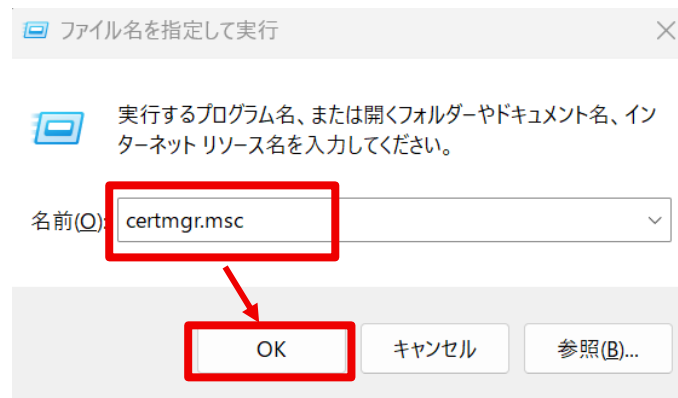 ファイル名を指定して実行
実行するプログラム名、または開くフォルダーやドキュメント名、イン
ターネット リソース名を入力してください。
名前(O): certmgr.msc
OK キャンセル 参照(B)...